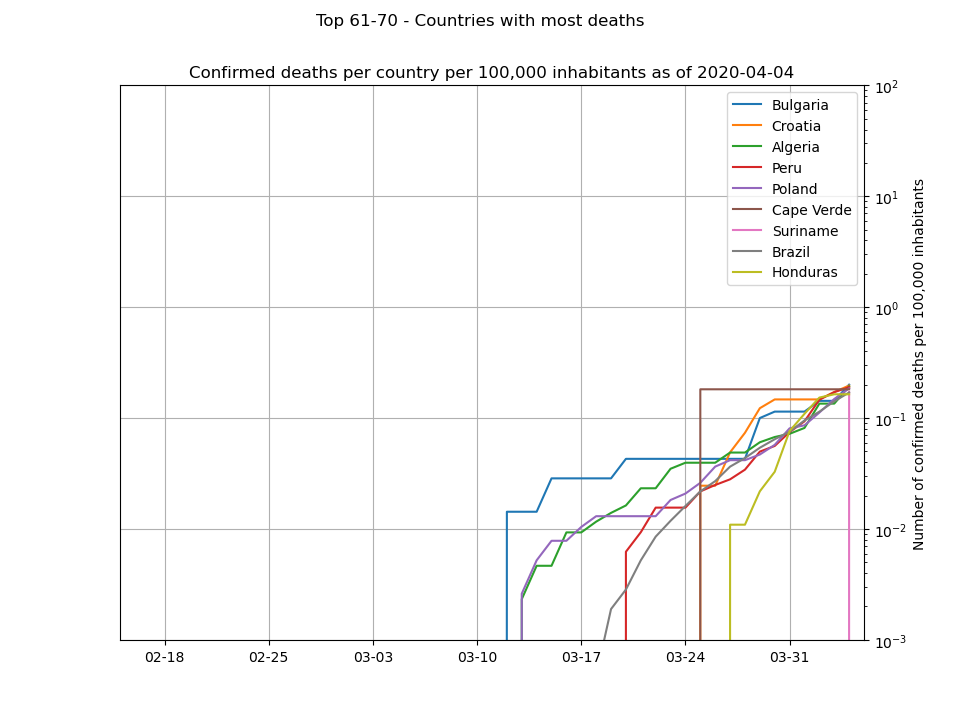 Top 61-70 - Countries with most deaths
Confirmed deaths per country per 100,000 inhabitants as of 2020-04-04
Bulgaria
Croatia
Algeria
Peru
Poland
Cape Verde
Suriname
Brazil
Honduras
10²
10¹
10⁰
10⁻¹
10⁻²
10⁻³
Number of confirmed deaths per 100,000 inhabitants
02-18 02-25 03-03 03-10 03-17 03-24 03-31